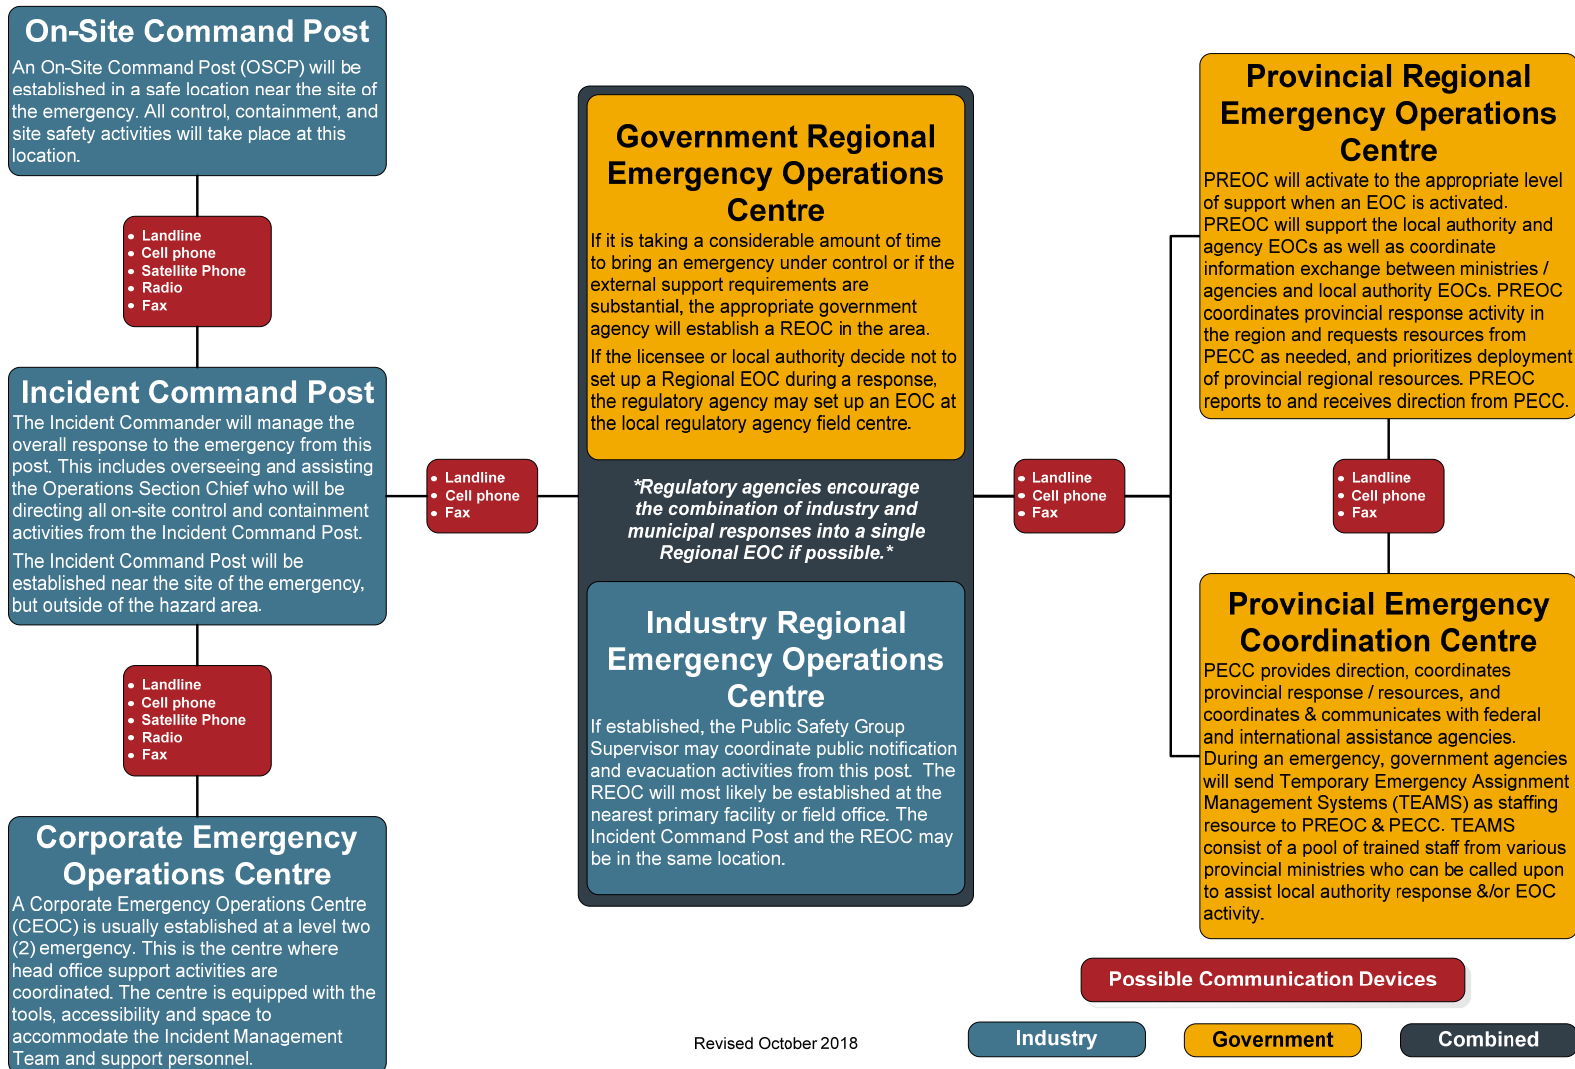 On-Site Command Post
An On-Site Command Post (OSCP) will be
established in a safe location near the site of
the emergency. All control, containment, and
site safety activities will take place at this
location.
• Landline
• Cell phone
• Satellite Phone
• Radio
• Fax
Incident Command Post
The Incident Commander will manage the
overall response to the emergency from this
post. This includes overseeing and assisting
the Operations Section Chief who will be
directing all on-site control and containment
activities from the Incident Command Post.
The Incident Command Post will be
established near the site of the emergency,
but outside of the hazard area.
• Landline
• Cell phone
• Satellite Phone
• Radio
• Fax
Corporate Emergency
Operations Centre
A Corporate Emergency Operations Centre
(CEOC) is usually established at a level two
(2) emergency. This is the centre where
head office support activities are
coordinated. The centre is equipped with the
tools, accessibility and space to
accommodate the Incident Management
Team and support personnel.
• Landline
• Cell phone
• Fax
Government Regional
Emergency Operations
Centre
If it is taking a considerable amount of time
to bring an emergency under control or if the
external support requirements are
substantial, the appropriate government
agency will establish a REOC in the area.
If the licensee or local authority decide not to
set up a Regional EOC during a response,
the regulatory agency may set up an EOC at
the local regulatory agency field centre.
*Regulatory agencies encourage
the combination of industry and
municipal responses into a single
Regional EOC if possible.*
Industry Regional
Emergency Operations
Centre
If established, the Public Safety Group
Supervisor may coordinate public notification
and evacuation activities from this post. The
REOC will most likely be established at the
nearest primary facility or field office. The
Incident Command Post and the REOC may
be in the same location.
• Landline
• Cell phone
• Fax
Provincial Regional
Emergency Operations
Centre
PREOC will activate to the appropriate level
of support when an EOC is activated.
PREOC will support the local authority and
agency EOCs as well as coordinate
information exchange between ministries /
agencies and local authority EOCs. PREOC
coordinates provincial response activity in
the region and requests resources from
PECC as needed, and prioritizes deployment
of provincial regional resources. PREOC
reports to and receives direction from PECC.
• Landline
• Cell phone
• Fax
Provincial Emergency
Coordination Centre
PECC provides direction, coordinates
provincial response / resources, and
coordinates & communicates with federal
and international assistance agencies.
During an emergency, government agencies
will send Temporary Emergency Assignment
Management Systems (TEAMS) as staffing
resource to PREOC & PECC. TEAMS
consist of a pool of trained staff from various
provincial ministries who can be called upon
to assist local authority response &/or EOC
activity.
Possible Communication Devices
Revised October 2018
Industry
Government
Combined